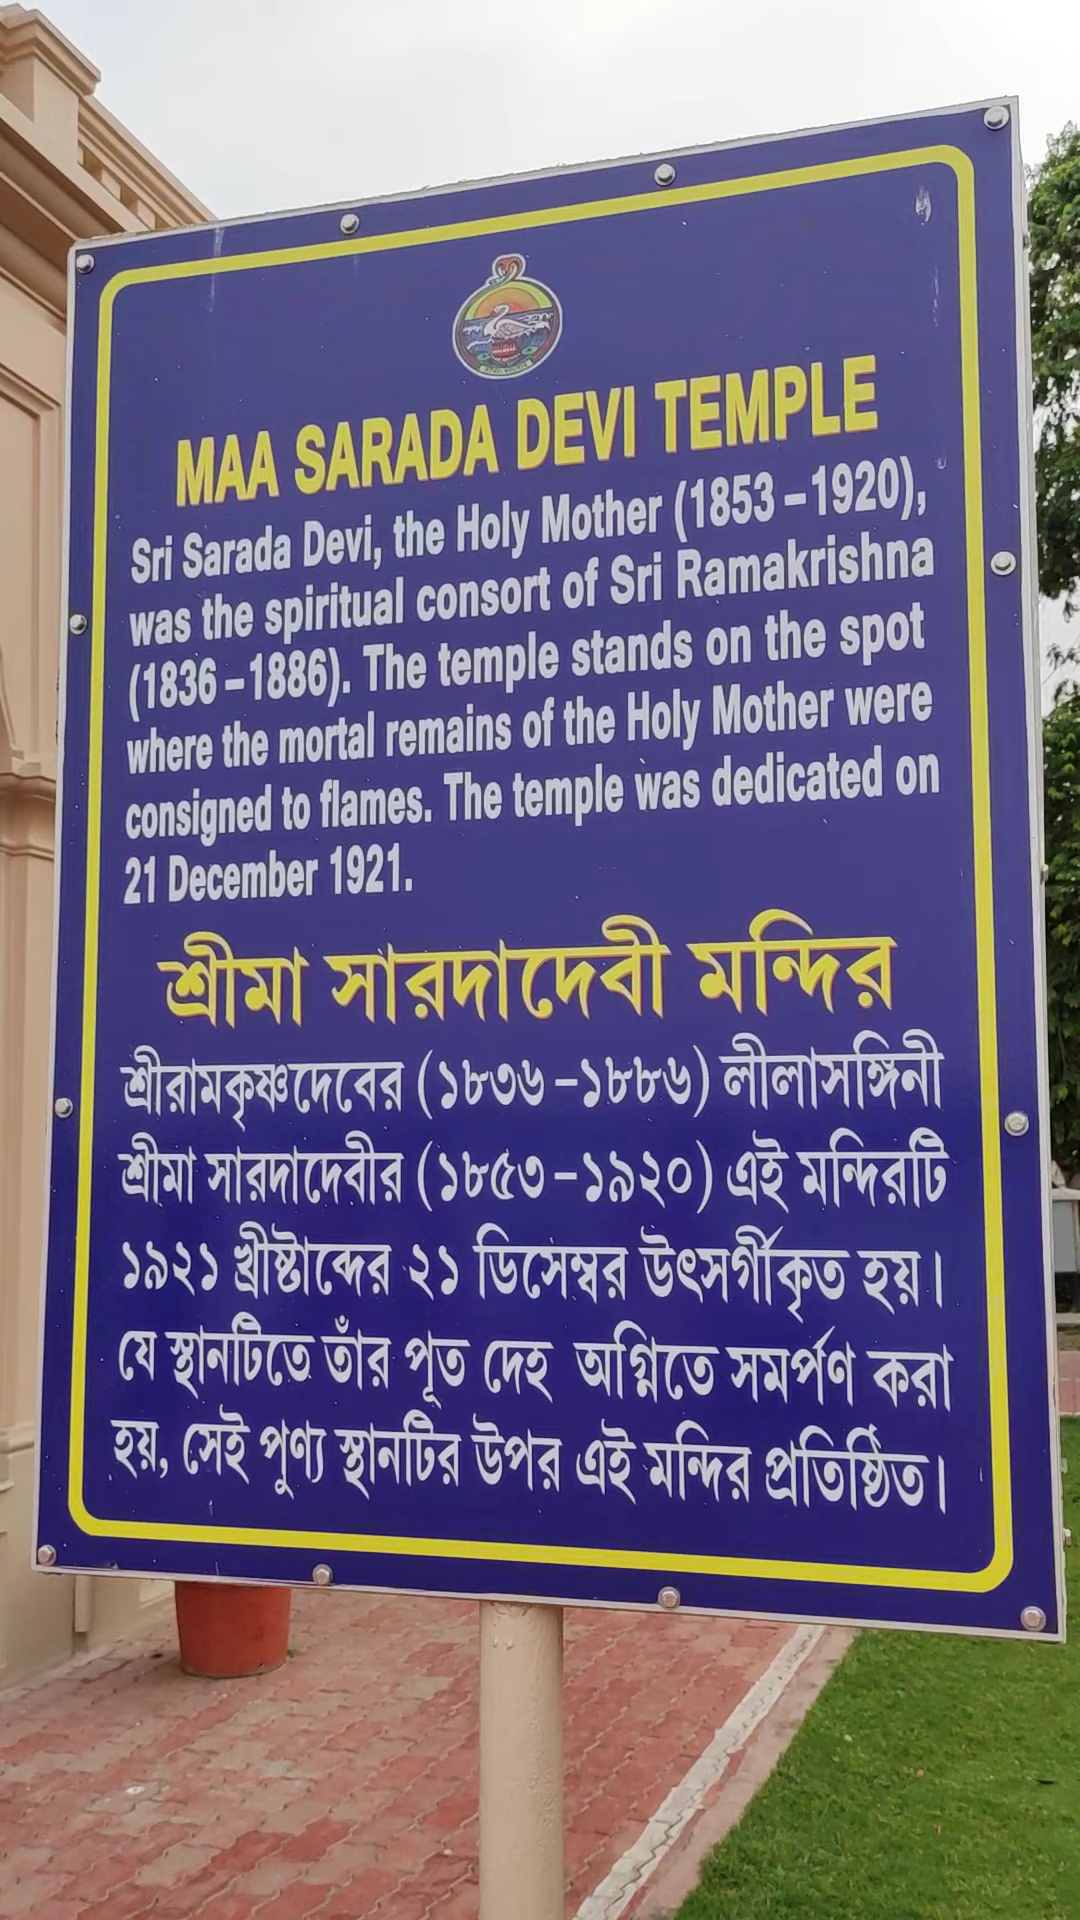 MAA SARADA DEVI TEMPLE
Sri Sarada Devi, the Holy Mother (1853 –1920),
was the spiritual consort of Sri Ramakrishna
(1836 –1886). The temple stands on the spot
where the mortal remains of the Holy Mother were
consigned to flames. The temple was dedicated on
21 December 1921.
শ্রীমা সারদাদেবী মন্দির
শ্রীরামকৃষ্ণদেবের (১৮৩৬ –১৮৮৬) লীলাসঙ্গিনী
শ্রীমা সারদাদেবীর (১৮৫৩ –১৯২০) এই মন্দিরটি
১৯২১ খ্রীষ্টাব্দের ২১ ডিসেম্বর উৎসর্গীকৃত হয়।
যে স্থানটিতে তাঁর পূত দেহ অগ্নিতে সমর্পণ করা
হয়, সেই পুণ্য স্থানটির উপর এই মন্দির প্রতিষ্ঠিত।